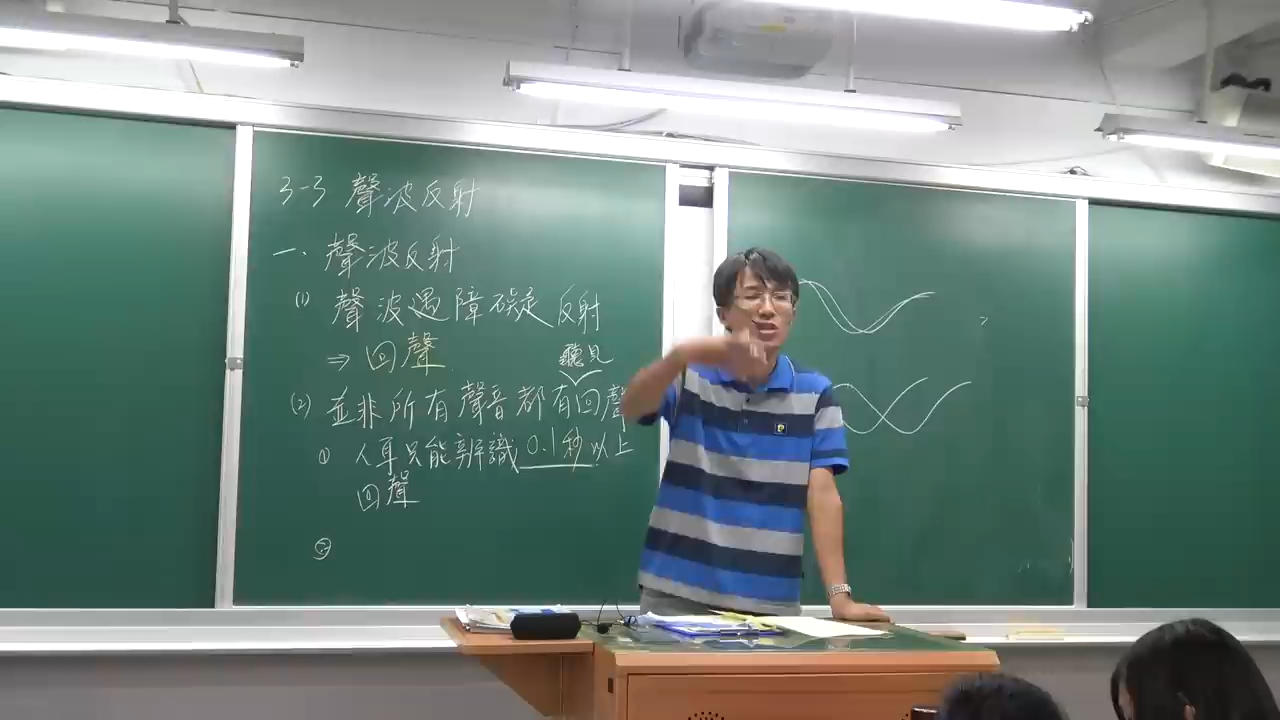 3-3 聲波反射
一. 聲波反射
(1) 聲波遇障礙走反射
⇒ 回聲
聽見
(2) 並非所有聲音都有回聲
① 人耳只能辨識0.1秒以上
回聲
②